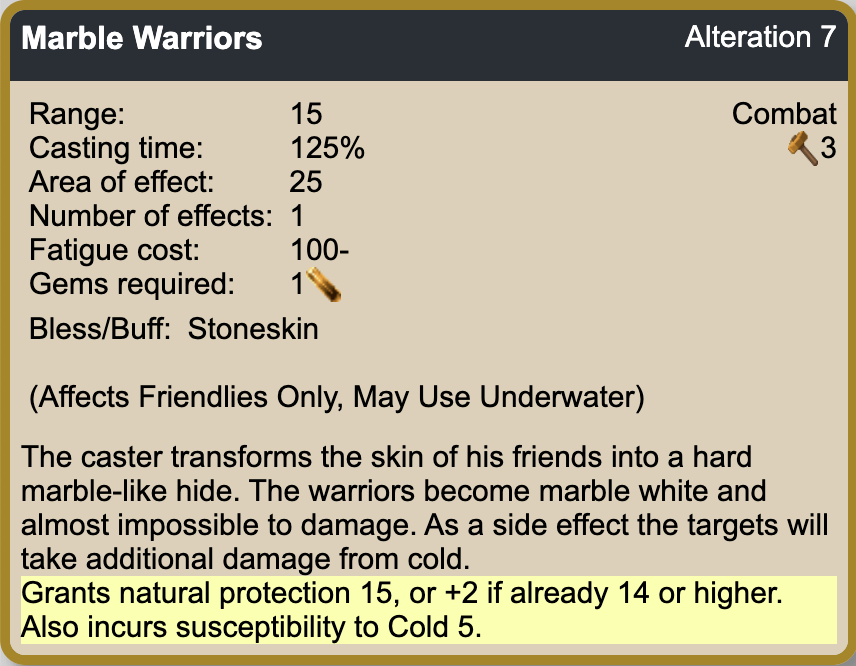 Marble Warriors Alteration 7
Range: 15 Combat
Casting time: 125% 3
Area of effect: 25
Number of effects: 1
Fatigue cost: 100-
Gems required: 1
Bless/Buff: Stoneskin
(Affects Friendlies Only, May Use Underwater)
The caster transforms the skin of his friends into a hard
marble-like hide. The warriors become marble white and
almost impossible to damage. As a side effect the targets will
take additional damage from cold.
Grants natural protection 15, or +2 if already 14 or higher.
Also incurs susceptibility to Cold 5.